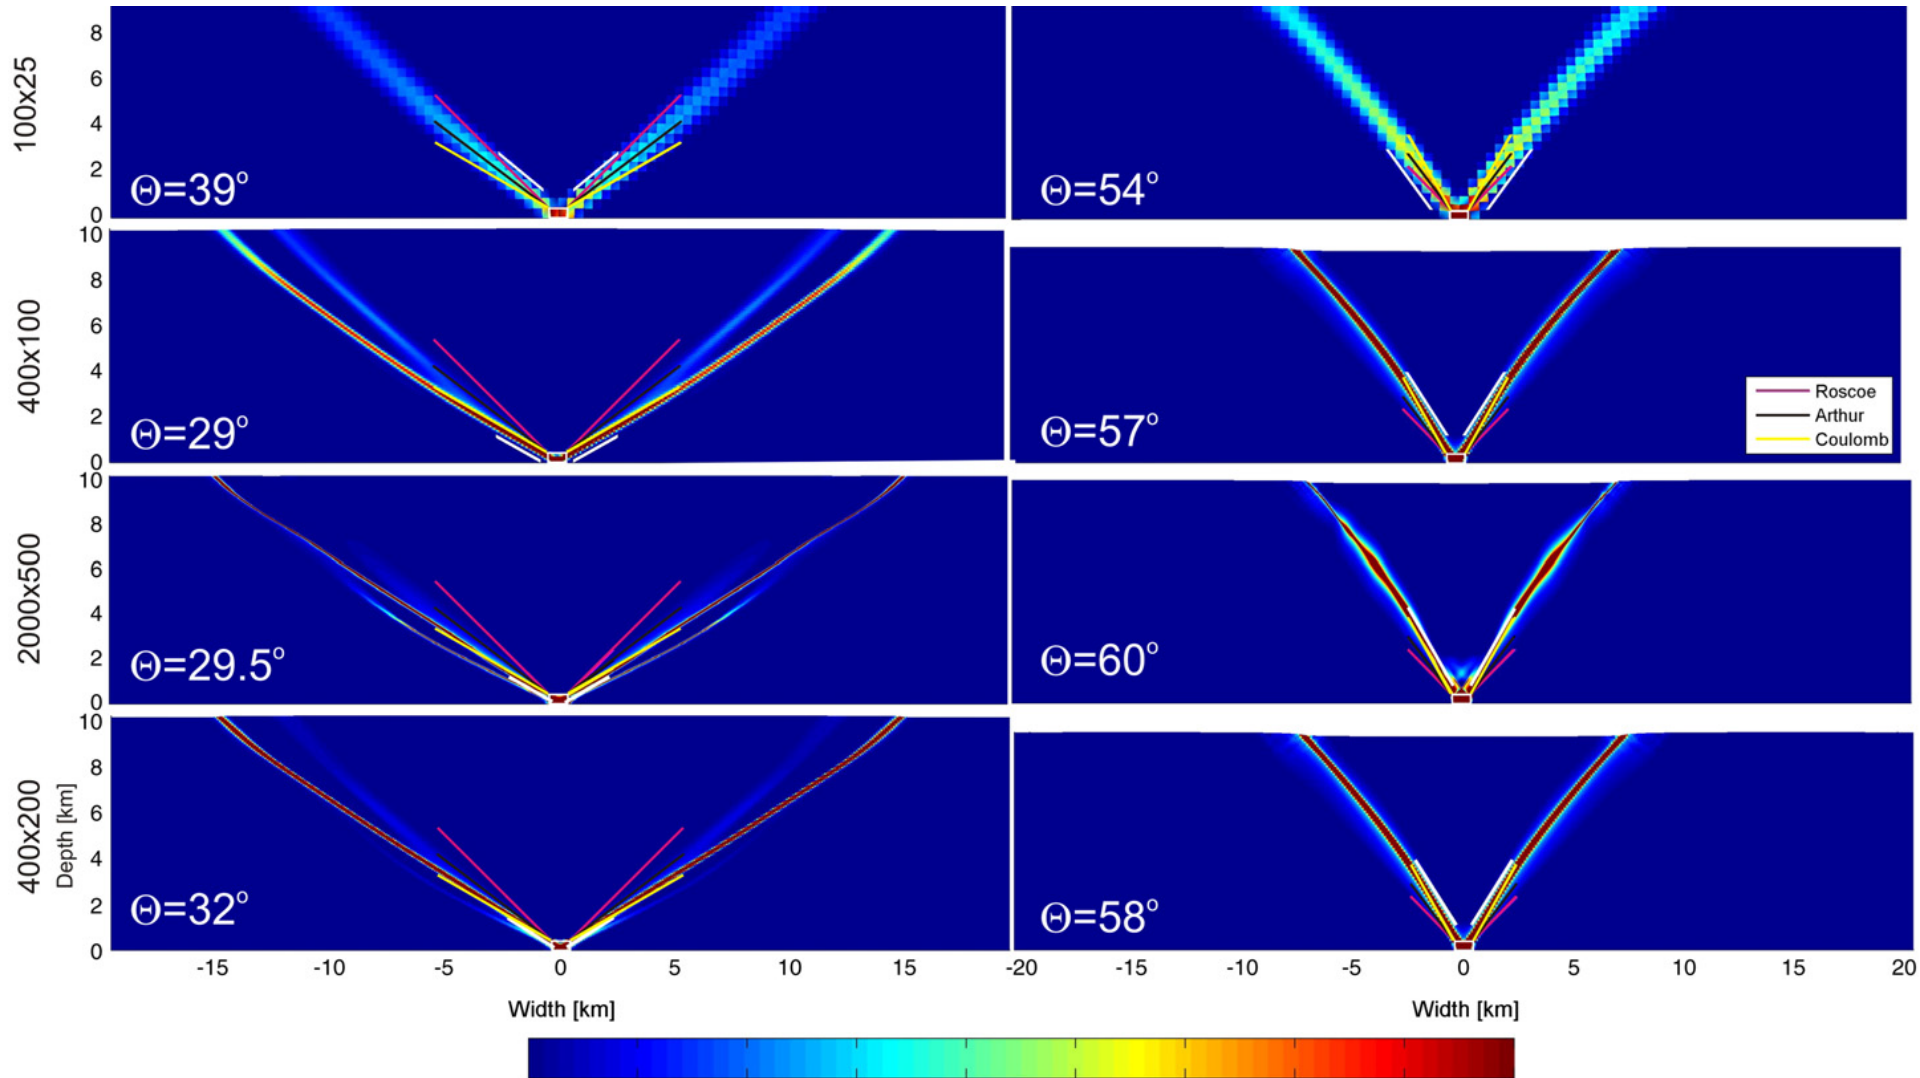 100x25
8
6
4
2
0
Θ=39°
Θ=54°
400x100
10
8
6
4
2
0
Θ=29°
Θ=57°
Roscoe
Arthur
Coulomb
2000x500
10
8
6
4
2
0
Θ=29.5°
Θ=60°
400x200
Depth [km]
10
8
6
4
2
0
Θ=32°
Θ=58°
-15 -10 -5 0 5 10 15 -20 -15 -10 -5 0 5 10 15 20
Width [km] Width [km]